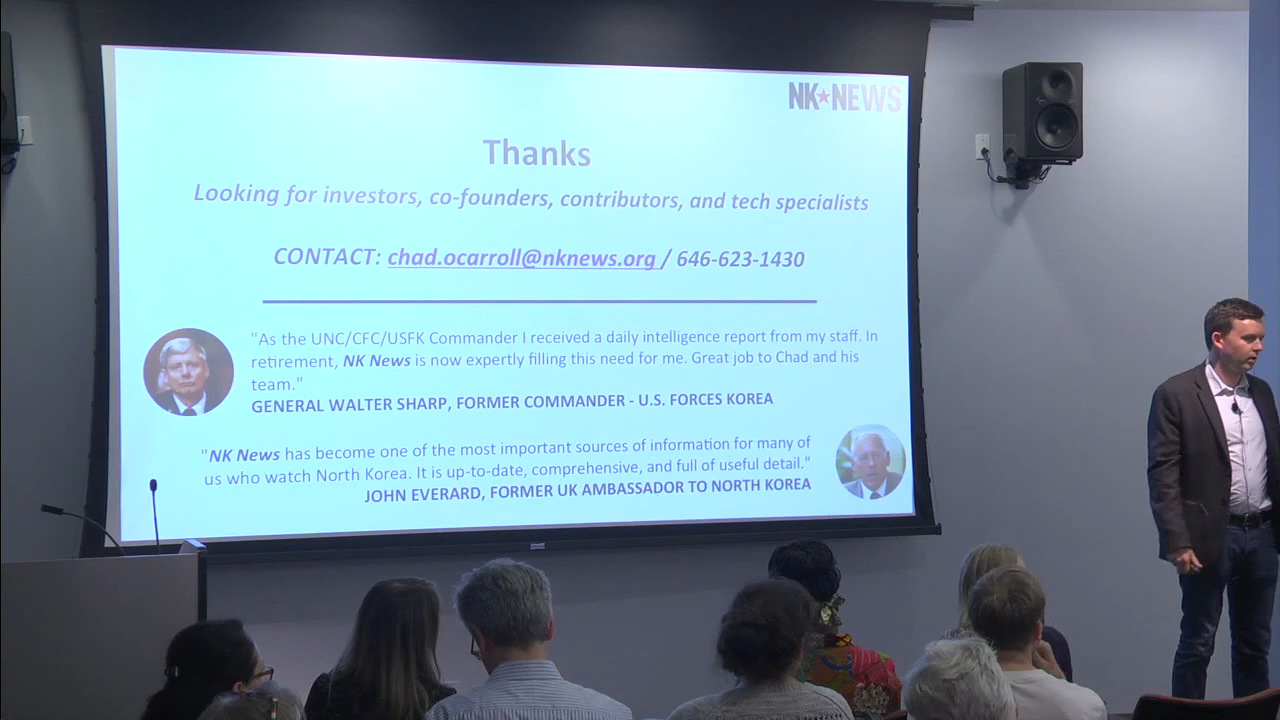 NK★NEWS
Thanks
Looking for investors, co-founders, contributors, and tech specialists
CONTACT: chad.ocarroll@nknews.org / 646-623-1430
"As the UNC/CFC/USFK Commander I received a daily intelligence report from my staff. In
retirement, NK News is now expertly filling this need for me. Great job to Chad and his
team."
GENERAL WALTER SHARP, FORMER COMMANDER - U.S. FORCES KOREA
"NK News has become one of the most important sources of information for many of
us who watch North Korea. It is up-to-date, comprehensive, and full of useful detail."
JOHN EVERARD, FORMER UK AMBASSADOR TO NORTH KOREA